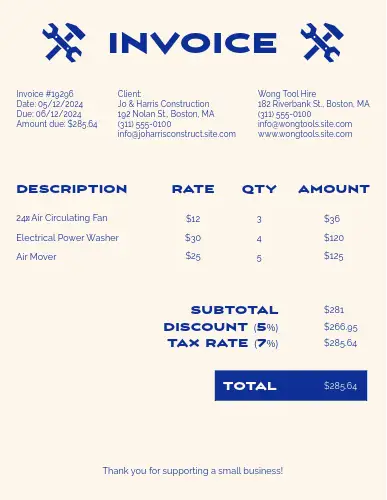 INVOICE
Invoice #19296
Date: 05/12/2024
Due: 06/12/2024
Amount due: $285.64
Client:
Jo & Harris Construction
192 Nolan St., Boston, MA
(311) 555-0100
info@joharrisconstruct.site.com
Wong Tool Hire
182 Riverbank St., Boston, MA
(311) 555-0100
info@wongtools.site.com
www.wongtools.site.com
DESCRIPTION RATE QTY AMOUNT
24x1 Air Circulating Fan $12 3 $36
Electrical Power Washer $30 4 $120
Air Mover $25 5 $125
SUBTOTAL $281
DISCOUNT (5%) $266.95
TAX RATE (7%) $285.64
TOTAL $285.64
Thank you for supporting a small business!